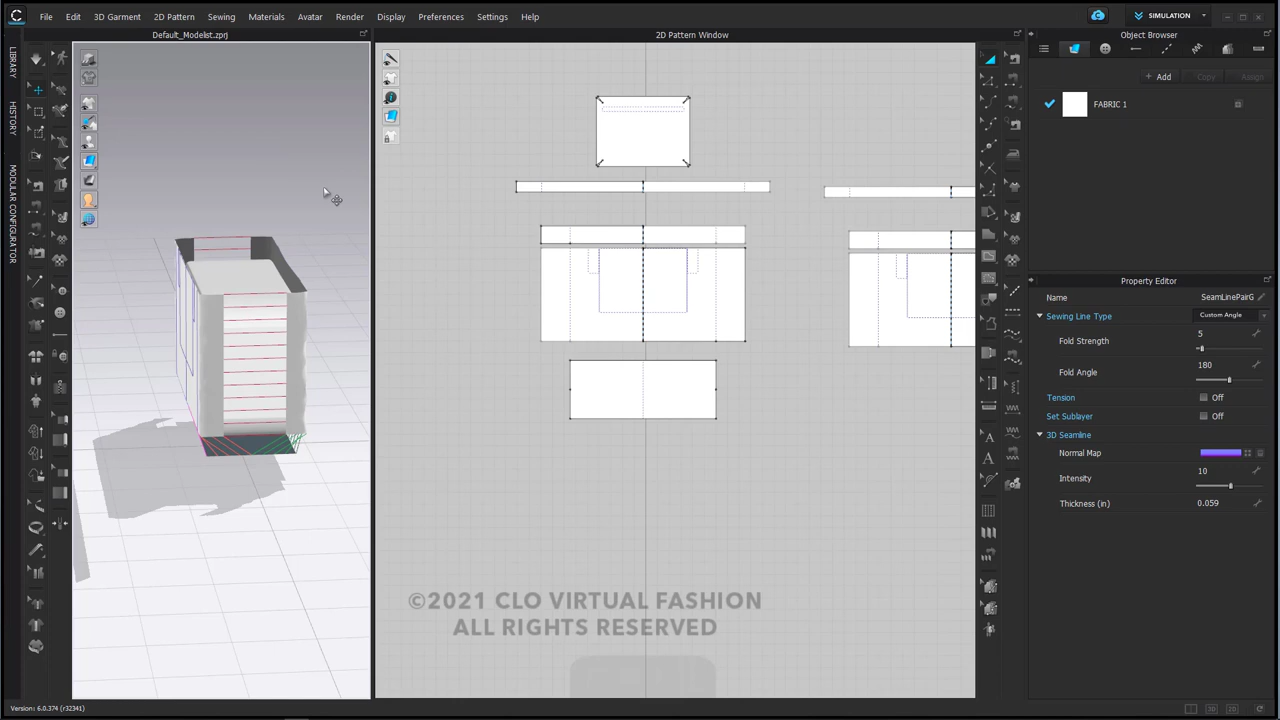 File
Edit
3D Garment
2D Pattern
Sewing
Materials
Avatar
Render
Display
Preferences
Settings
Help
SIMULATION
Default_Modelist.zprj
2D Pattern Window
Object Browser
LIBRARY
HISTORY
MODULAR CONFIGURATOR
+ Add
Copy
Assign
FABRIC 1
Property Editor
Name SeamLinePairG
Sewing Line Type Custom Angle
Fold Strength 5
Fold Angle 180
Tension Off
Set Sublayer Off
3D Seamline
Normal Map
Intensity 10
Thickness (in) 0.059
©2021 CLO VIRTUAL FASHION
ALL RIGHTS RESERVED
Version: 6.0.374 (r32341)
3D
2D